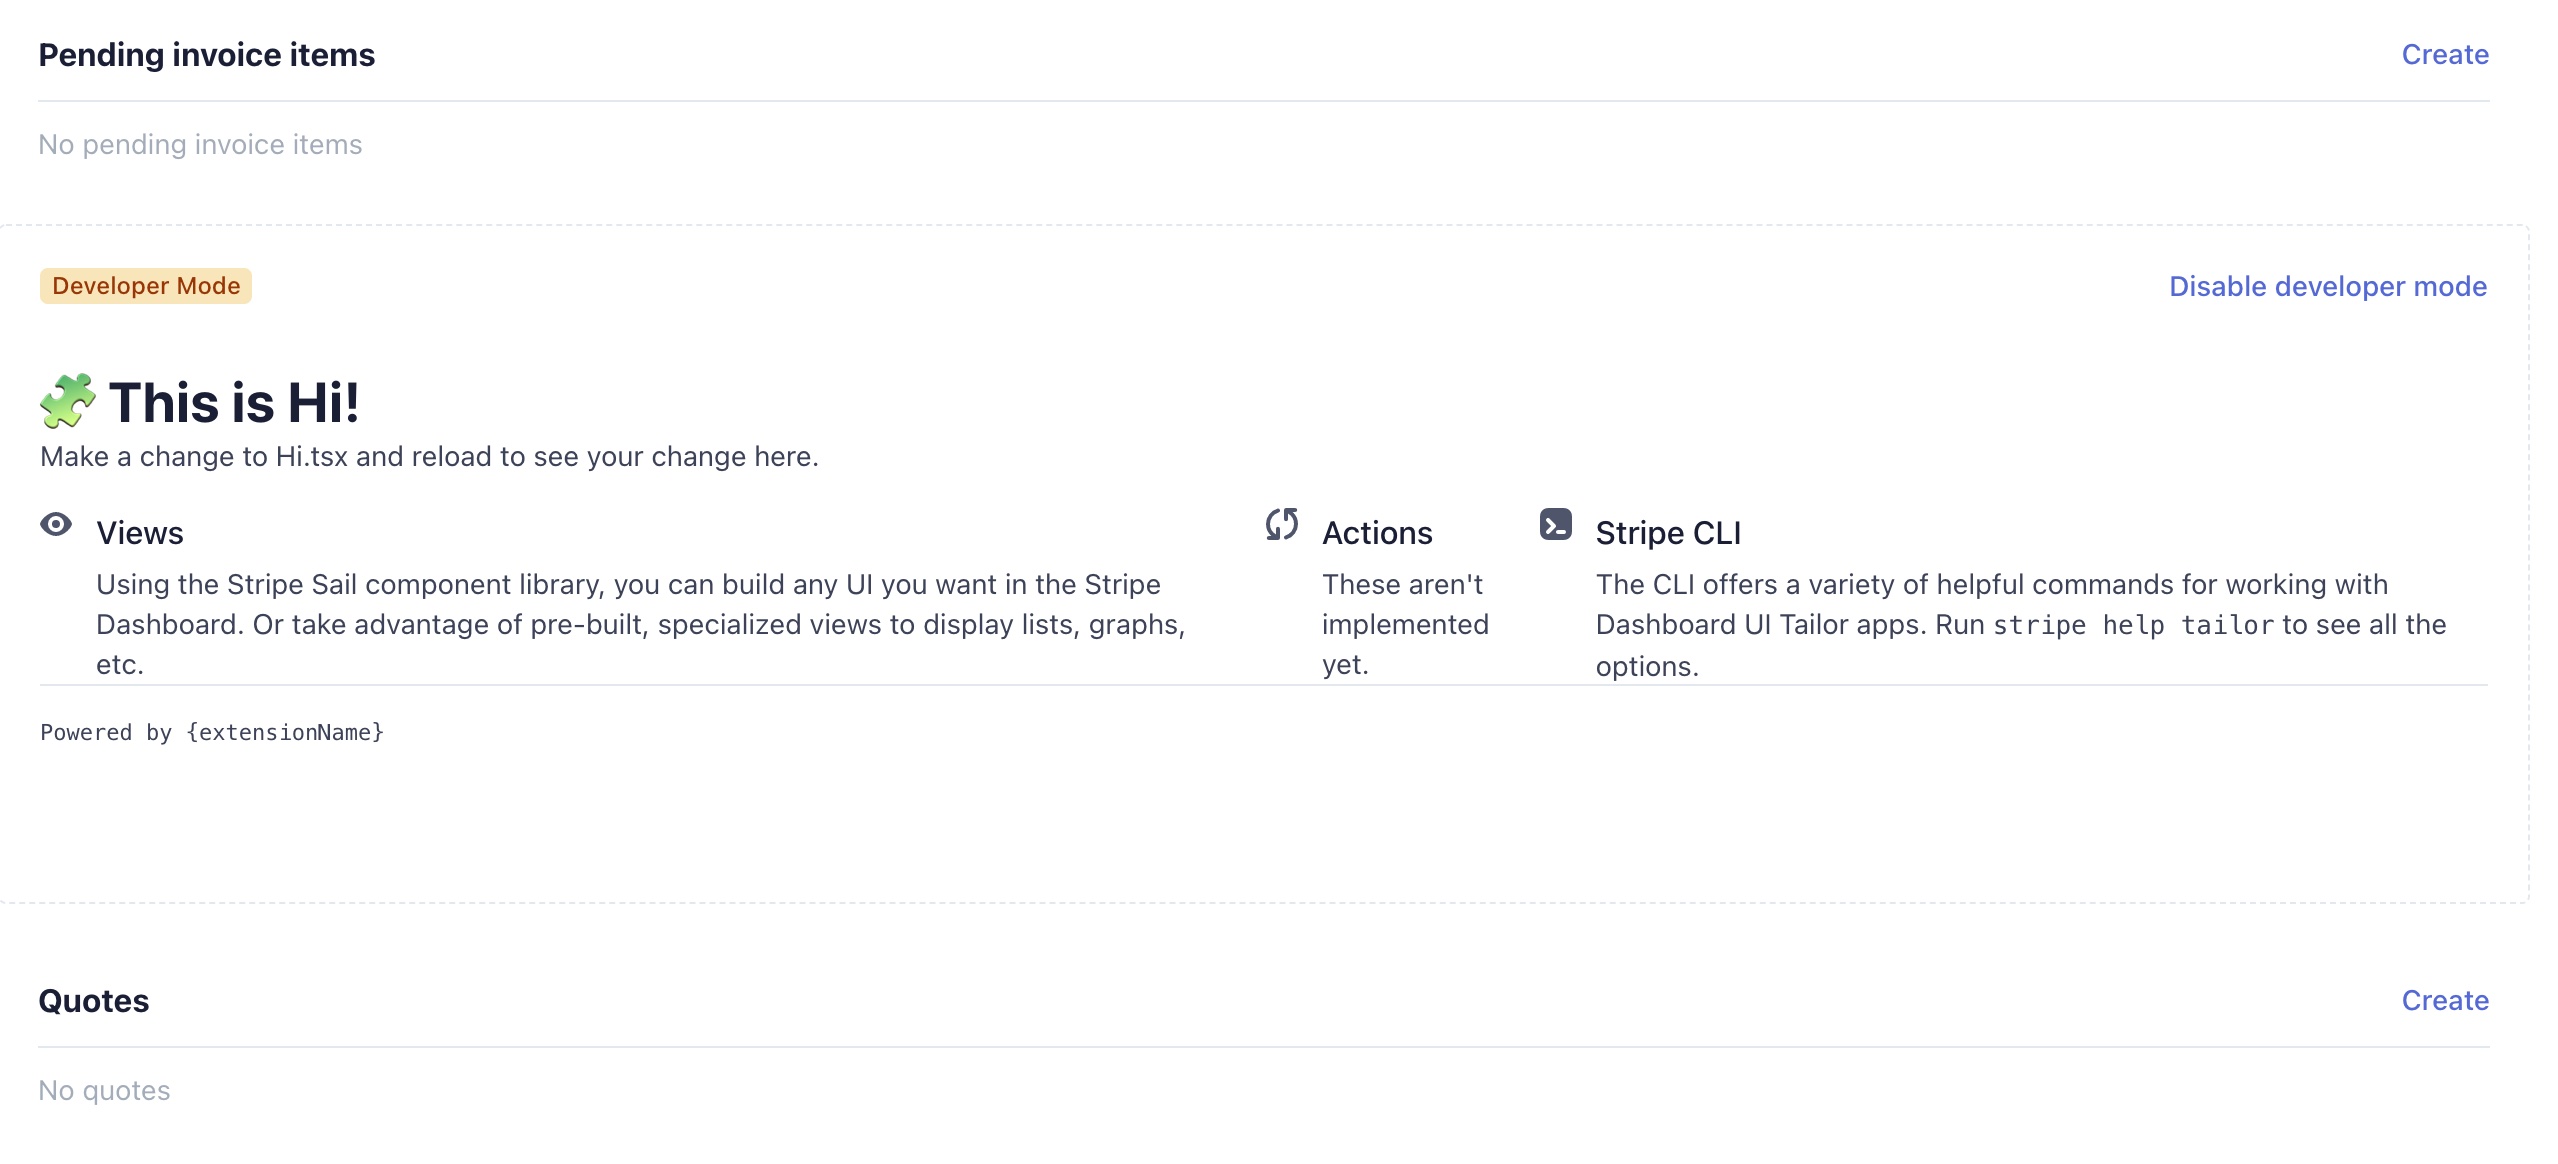 Pending invoice items
Create
No pending invoice items
Developer Mode
Disable developer mode
This is Hi!
Make a change to Hi.tsx and reload to see your change here.
Views
Using the Stripe Sail component library, you can build any UI you want in the Stripe
Dashboard. Or take advantage of pre-built, specialized views to display lists, graphs,
etc.
Actions
These aren't
implemented
yet.
Stripe CLI
The CLI offers a variety of helpful commands for working with
Dashboard UI Tailor apps. Run stripe help tailor to see all the
options.
Powered by {extensionName}
Quotes
Create
No quotes